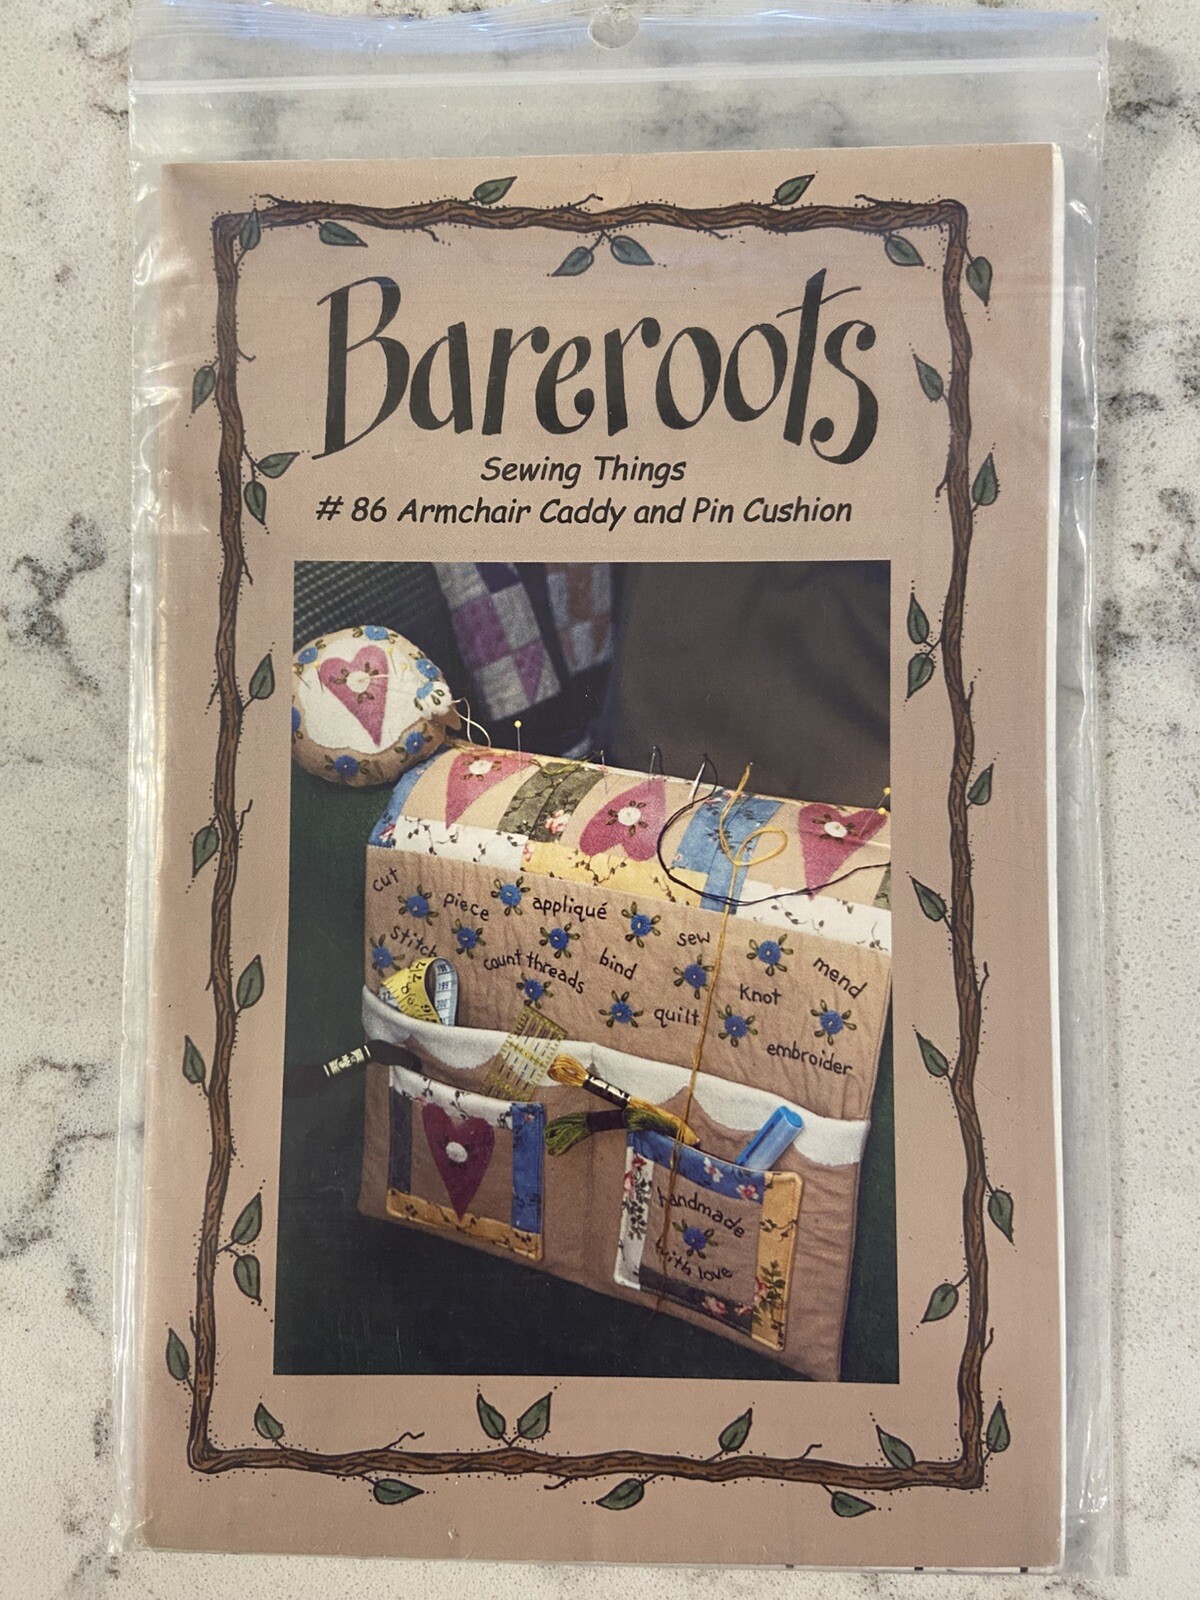 Bareroots
Sewing Things
# 86 Armchair Caddy and Pin Cushion
cut
piece
appliqué
sew
mend
stitch
count threads
bind
knot
quilt
embroider
handmade
with love